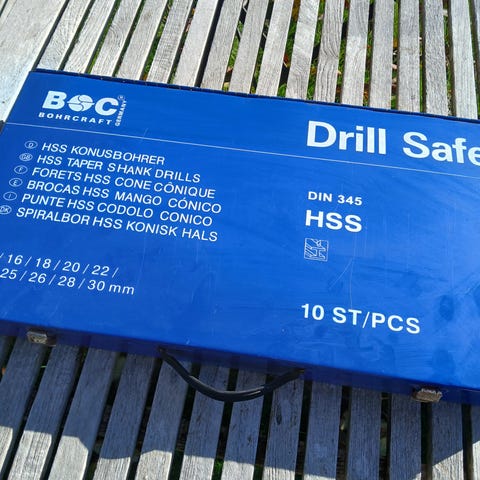 BOC
BOHRCRAFT
GERMANY
®
Drill Safe
D HSS KONUSBOHRER
GB HSS TAPER SHANK DRILLS
F FORETS HSS CONE CÔNIQUE
E BROCAS HSS MANGO CÓNICO
I PUNTE HSS CODOLO CONICO
DK SPIRALBOR HSS KONISK HALS
DIN 345
HSS
/ 16 / 18 / 20 / 22 /
25 / 26 / 28 / 30 mm
10 ST/PCS